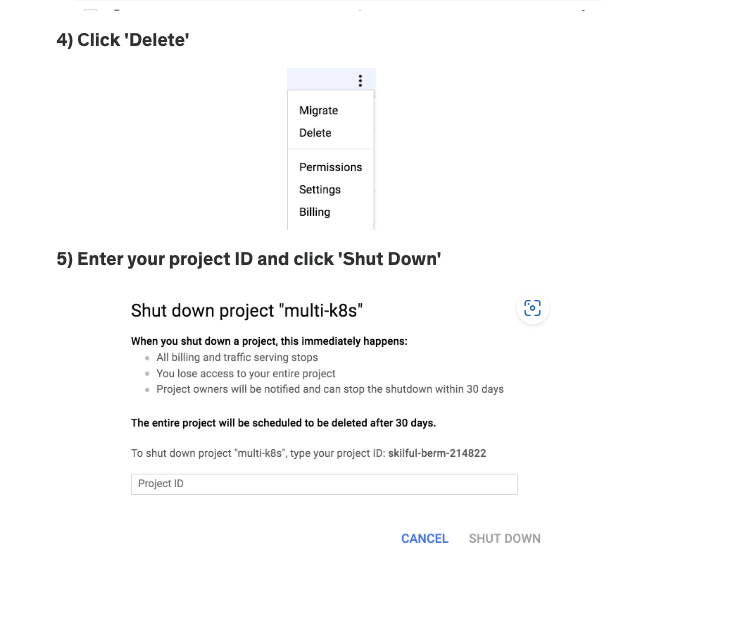 4) Click 'Delete'
Migrate
Delete
Permissions
Settings
Billing
5) Enter your project ID and click 'Shut Down'
Shut down project "multi-k8s"
When you shut down a project, this immediately happens:
All billing and traffic serving stops
You lose access to your entire project
Project owners will be notified and can stop the shutdown within 30 days
The entire project will be scheduled to be deleted after 30 days.
To shut down project "multi-k8s", type your project ID: skilful-berm-214822
Project ID
CANCEL SHUT DOWN